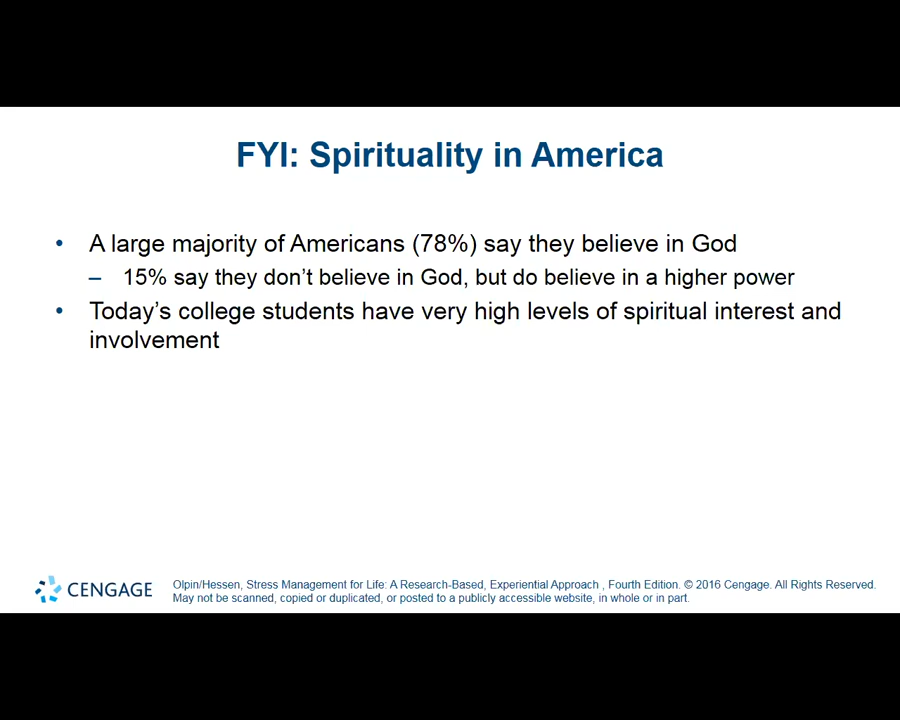 FYI: Spirituality in America
• A large majority of Americans (78%) say they believe in God
– 15% say they don't believe in God, but do believe in a higher power
• Today's college students have very high levels of spiritual interest and
involvement
CENGAGE
Olpin/Hessen, Stress Management for Life: A Research-Based, Experiential Approach , Fourth Edition. © 2016 Cengage. All Rights Reserved.
May not be scanned, copied or duplicated, or posted to a publicly accessible website, in whole or in part.